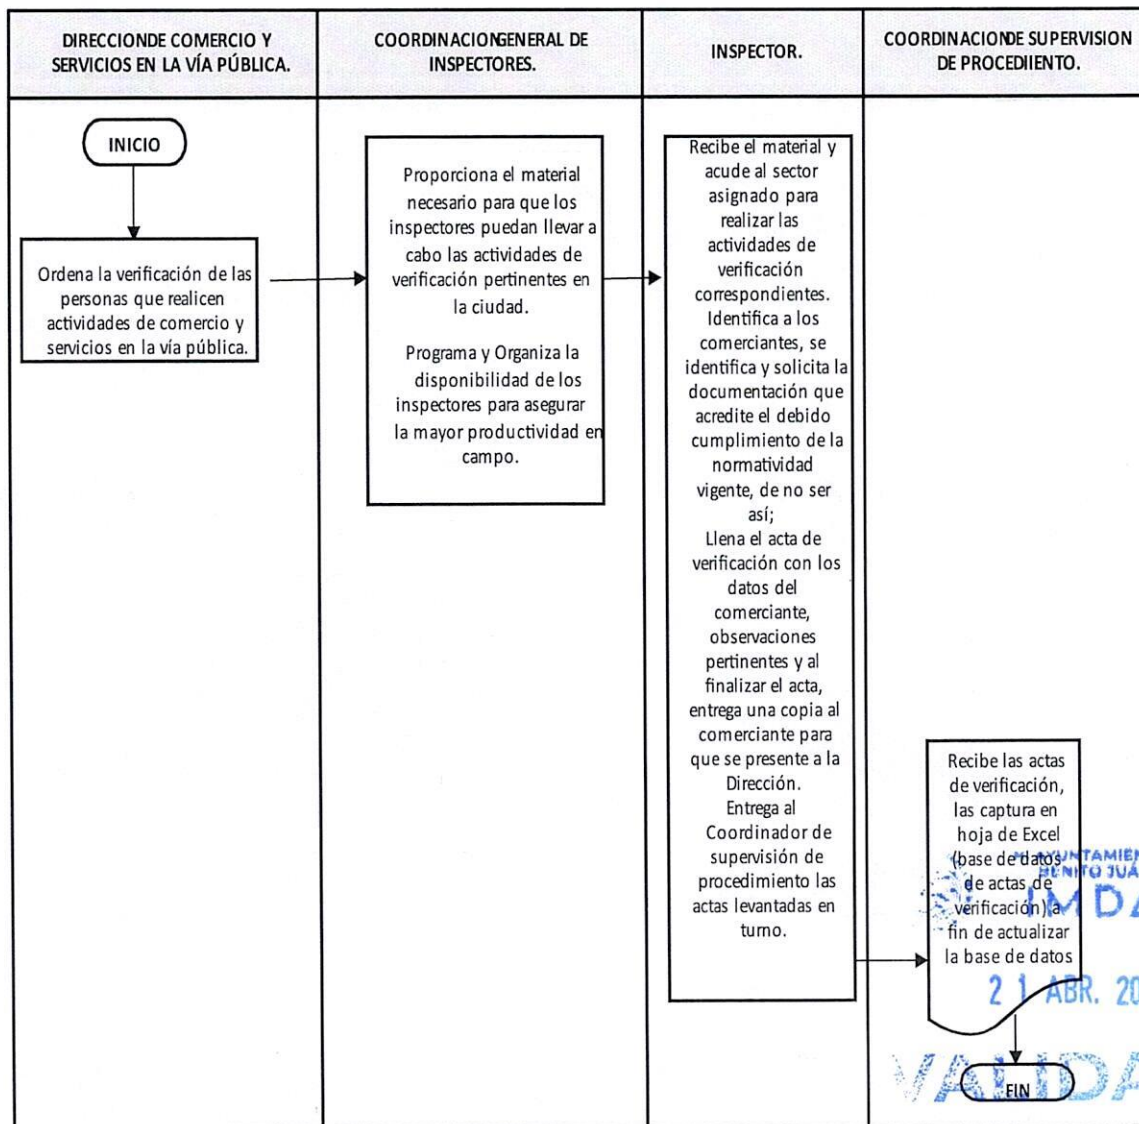 DIRECCIONDE COMERCIO Y
SERVICIOS EN LA VÍA PÚBLICA.
COORDINACIONGENERAL DE
INSPECTORES.
INSPECTOR.
COORDINACIONDE SUPERVISION
DE PROCEDIIENTO.
INICIO
Ordena la verificación de las
personas que realicen
actividades de comercio y
servicios en la vía pública.
Proporciona el material
necesario para que los
inspectores puedan llevar a
cabo las actividades de
verificación pertinentes en
la ciudad.
Programa y Organiza la
disponibilidad de los
inspectores para asegurar
la mayor productividad en
campo.
Recibe el material y
acude al sector
asignado para
realizar las
actividades de
verificación
correspondientes.
Identifica a los
comerciantes, se
identifica y solicita la
documentación que
acredite el debido
cumplimiento de la
normatividad
vigente, de no ser
así;
Llena el acta de
verificación con los
datos del
comerciante,
observaciones
pertinentes y al
finalizar el acta,
entrega una copia al
comerciante para
que se presente a la
Dirección.
Entrega al
Coordinador de
supervisión de
procedimiento las
actas levantadas en
turno.
Recibe las actas
de verificación,
las captura en
hoja de Excel
(base de datos
de actas de
verificación) a
fin de actualizar
la base de datos
FIN
AYUNTAMIEN
BENITO JUÁ
IMDA
21 ABR. 20
VALIDA